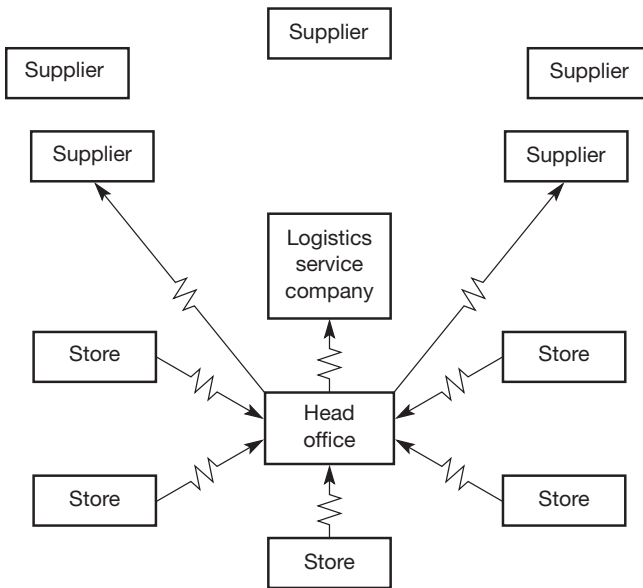 Supplier
Supplier
Supplier
Supplier
Supplier
Logistics
service
company
Store
Store
Head
office
Store
Store
Store